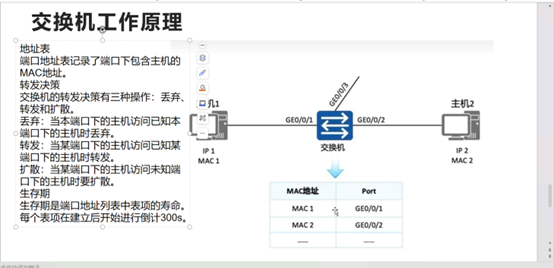 交换机工作原理
地址表
端口地址表记录了端口下包含主机的
MAC地址。
转发决策
交换机的转发决策有三种操作：丢弃、
转发和扩散。
丢弃：当本端口下的主机访问已知本
端口下的主机时丢弃。
转发：当某端口下的主机访问已知某
端口下的主机时转发。
扩散：当某端口下的主机访问未知端
口下的主机时要扩散。
生存期
生存期是端口地址列表中表项的寿命。
每个表项在建立后开始进行倒计300s。
机1
IP 1
MAC 1
GE0/0/1
GE0/0/3
GE0/0/2
交换机
主机2
IP 2
MAC 2
MAC地址 Port
MAC 1 GE0/0/1
MAC 2 GE0/0/2
...... ......